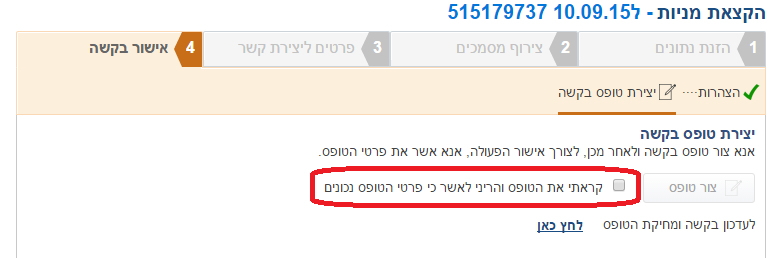 הקצאת מניות - ל10.09.15 515179737
1 הזנת נתונים 2 צירוף מסמכים 3 פרטים ליצירת קשר 4 אישור בקשה
הצהרות.... יצירת טופס בקשה
יצירת טופס בקשה
אנא צור טופס בקשה ולאחר מכן, לצורך אישור הפעולה, אנא אשר את פרטי הטופס.
צור טופס קראתי את הטופס והריני לאשר כי פרטי הטופס נכונים
לעדכון בקשה ומחיקת הטופס לחץ כאן